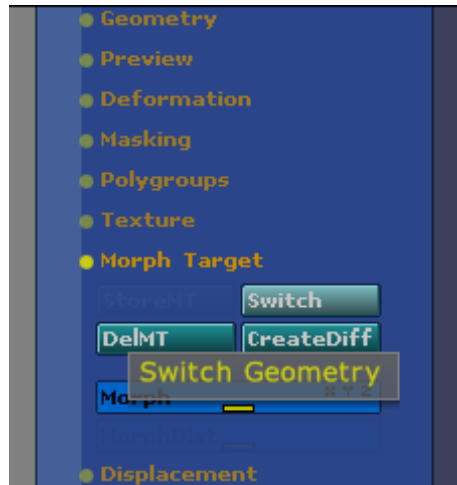 Geometry
Preview
Deformation
Masking
Polygroups
Texture
Morph Target
StoreMT Switch
DelMT CreateDiff
Switch Geometry
Morph X Y Z
MorphDist
Displacement